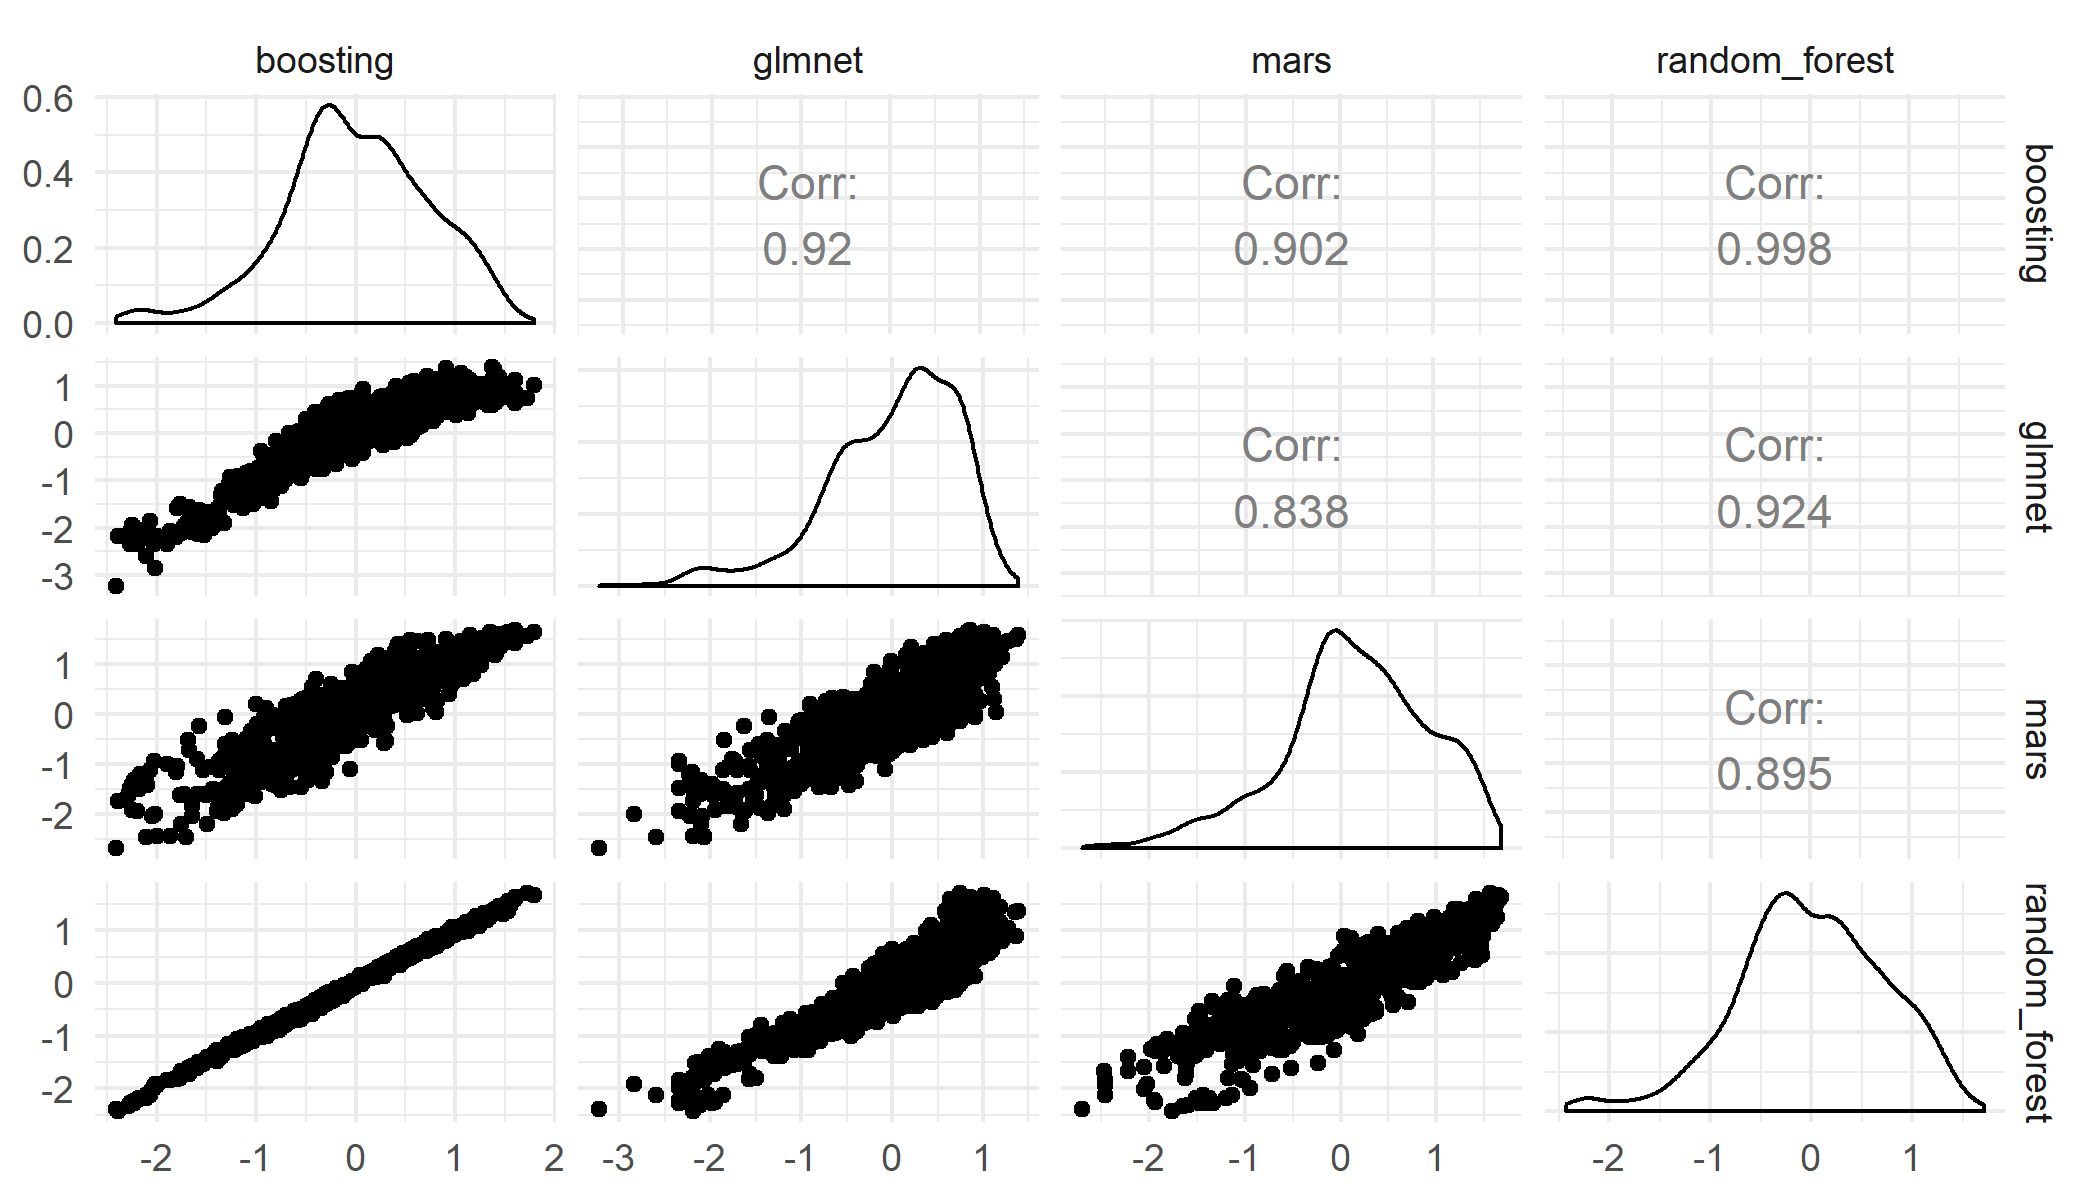 boosting glmnet mars random_forest
0.6
0.4
0.2
0.0
Corr:
0.92
Corr:
0.902
Corr:
0.998
boosting
1
0
-1
-2
-3
Corr:
0.838
Corr:
0.924
glmnet
1
0
-1
-2
Corr:
0.895
mars
1
0
-1
-2
random_forest
-2 -1 0 1 2 -3 -2 -1 0 1 -2 -1 0 1 -2 -1 0 1